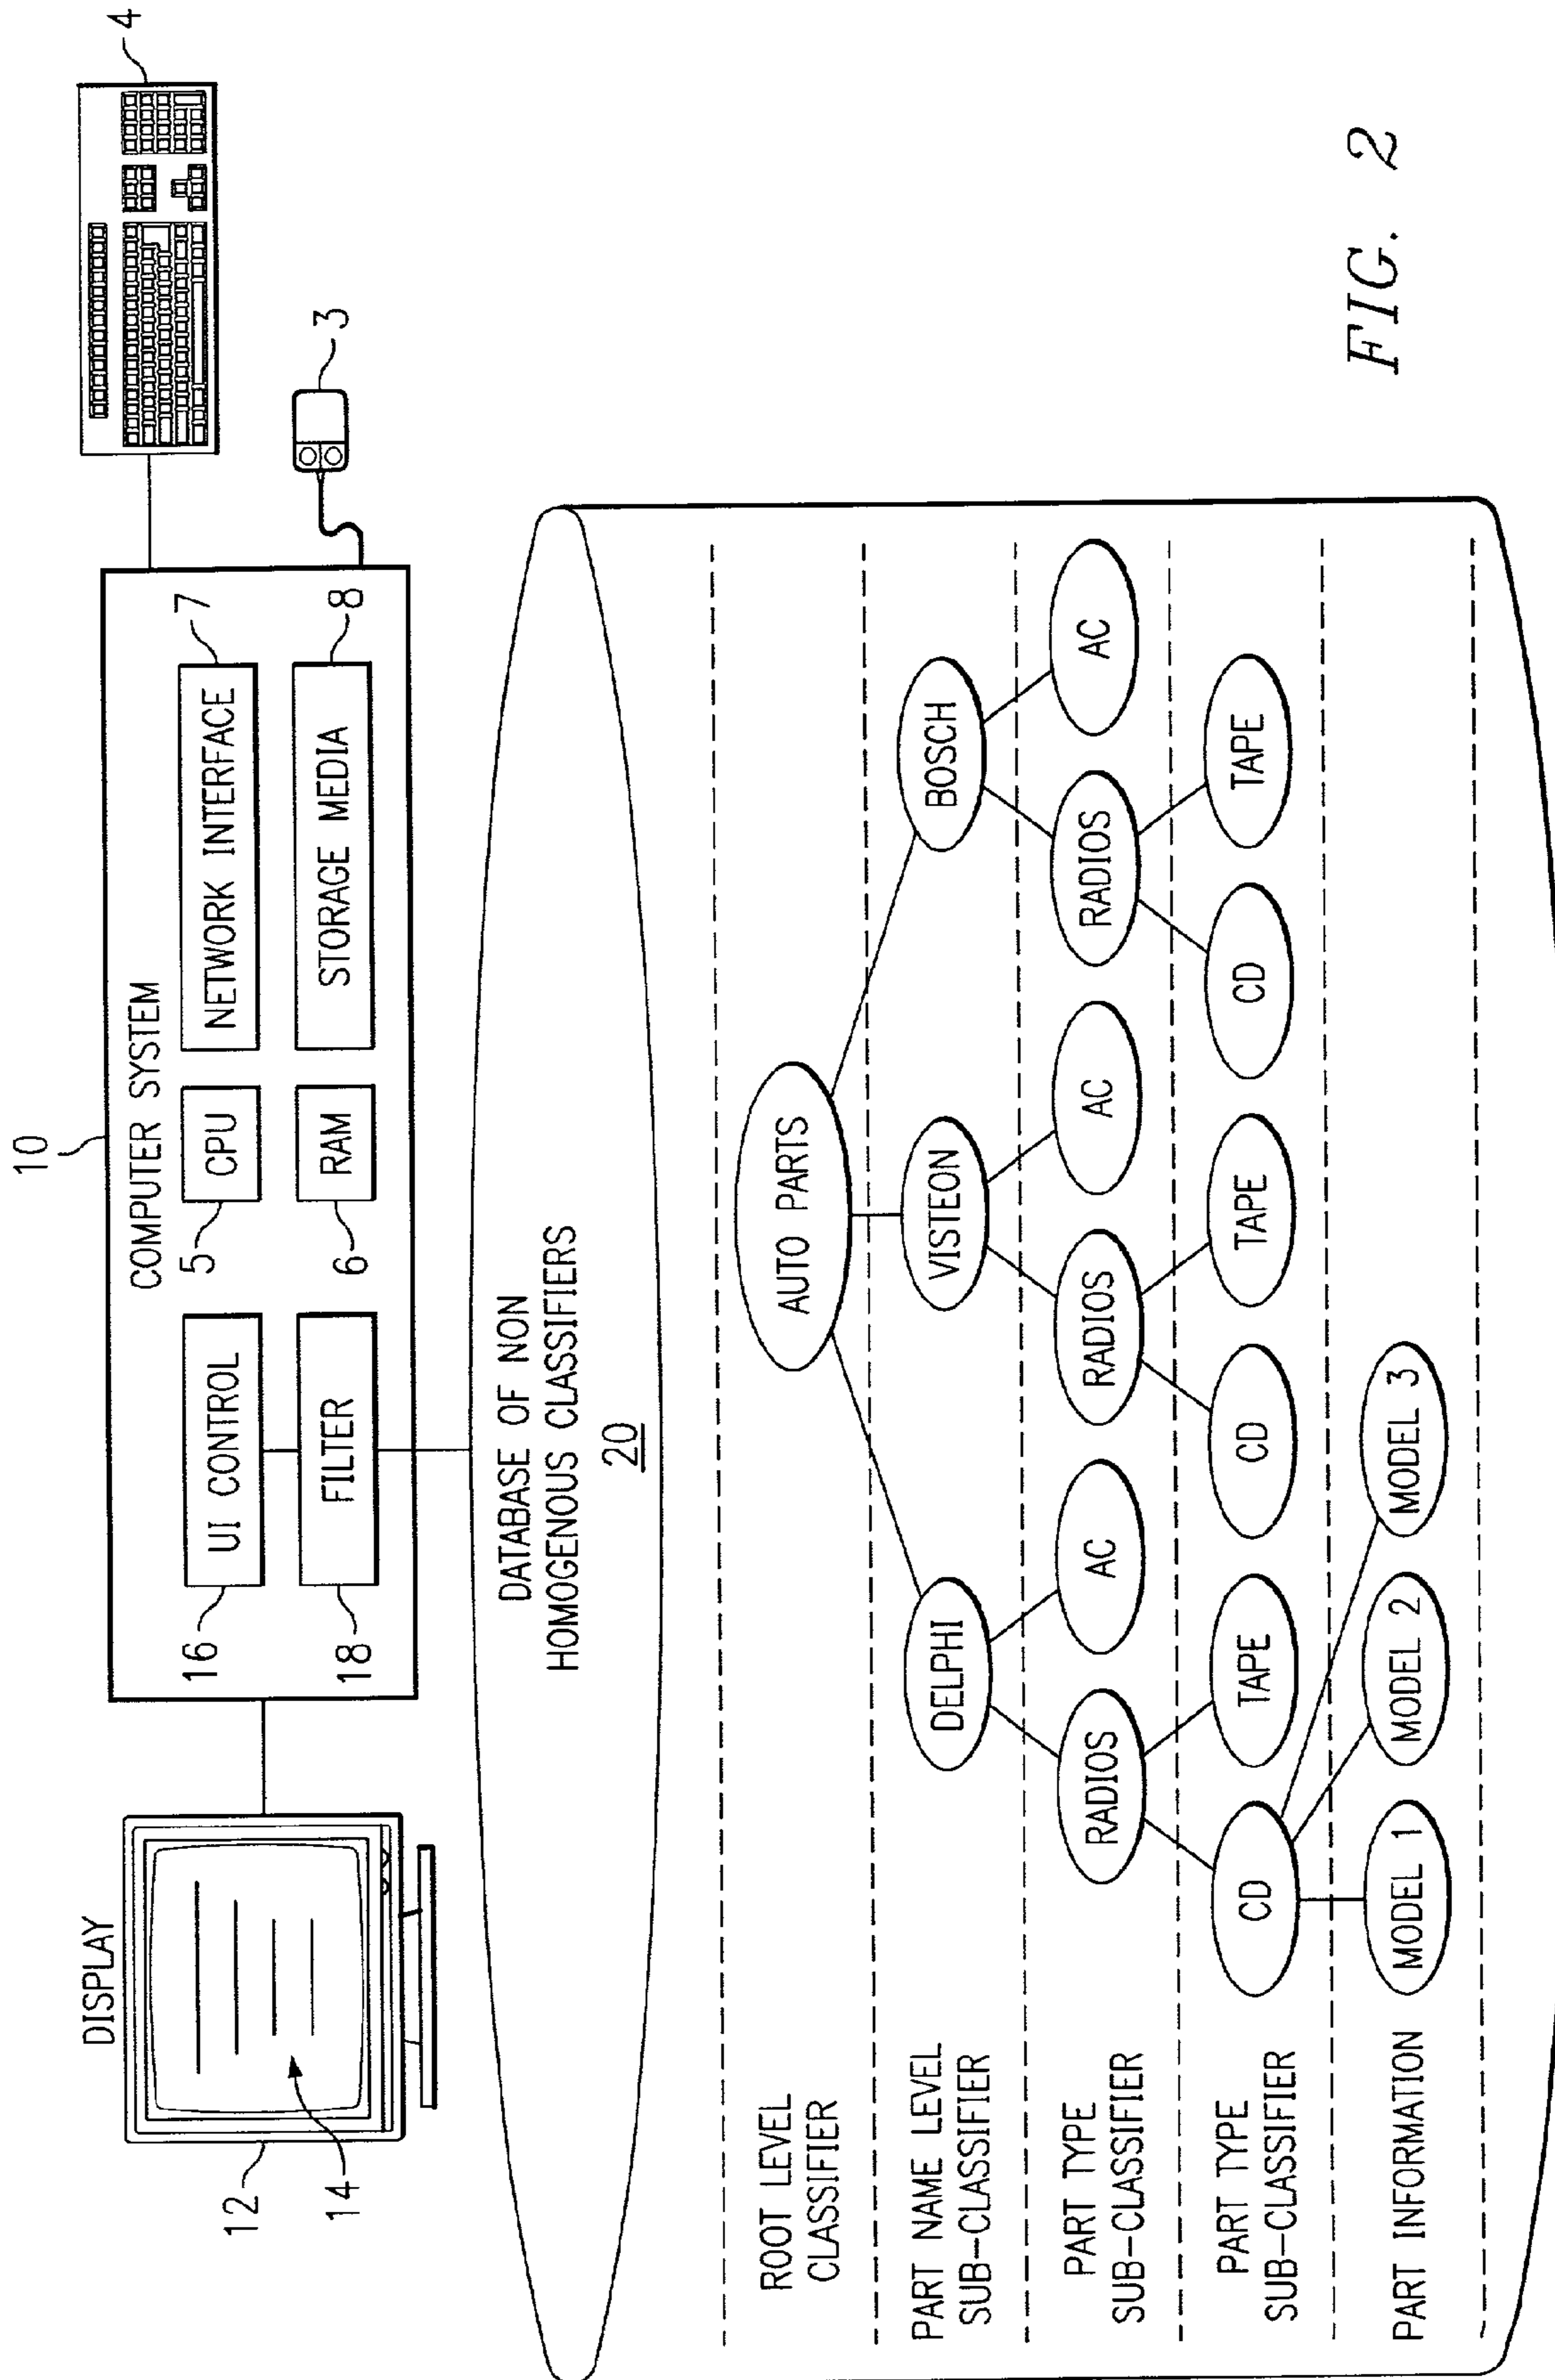 10
4
DISPLAY
COMPUTER SYSTEM
16
UI CONTROL
5
CPU
NETWORK INTERFACE
7
18
FILTER
6
RAM
STORAGE MEDIA
8
3
12
14
DATABASE OF NON
HOMOGENOUS CLASSIFIERS
20
ROOT LEVEL
CLASSIFIER
AUTO PARTS
PART NAME LEVEL
SUB-CLASSIFIER
DELPHI
VISTEON
BOSCH
PART TYPE
SUB-CLASSIFIER
RADIOS
AC
RADIOS
AC
RADIOS
AC
PART TYPE
SUB-CLASSIFIER
CD
TAPE
CD
TAPE
CD
TAPE
PART INFORMATION
MODEL 1
MODEL 2
MODEL 3
FIG. 2